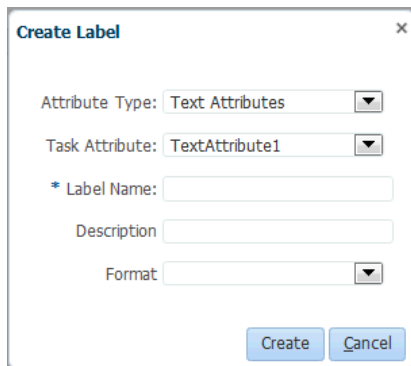 Create Label
Attribute Type: Text Attributes
Task Attribute: TextAttribute1
* Label Name:
Description
Format
Create Cancel